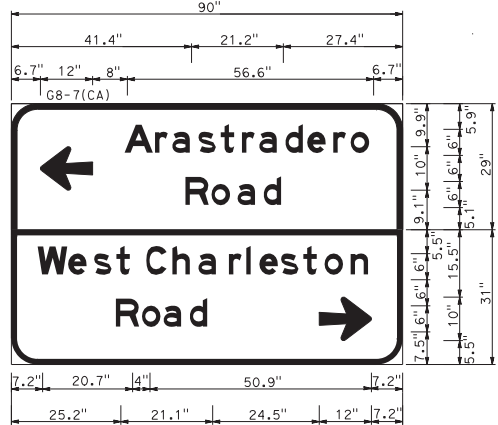 90"
41.4" 21.2" 27.4"
6.7" 12" 8" 56.6" 6.7"
G8-7(CA)
Arastradero
Road
West Charleston
Road
9.9" 10" 9.1" 5.5" 6" 6" 6" 7.5"
5.9" 6" 6" 6" 5.1" 15.5" 10" 5.5"
29" 31"
7.2" 20.7" 4" 50.9" 7.2"
25.2" 21.1" 24.5" 12" 7.2"